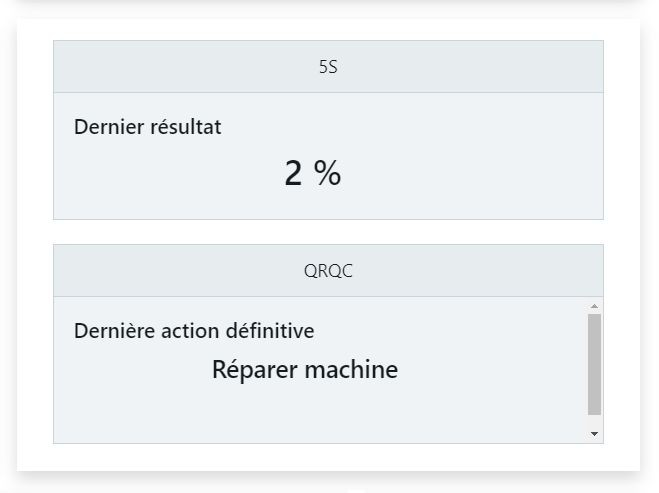 5S
Dernier résultat
2 %
QRQC
Dernière action définitive
Réparer machine